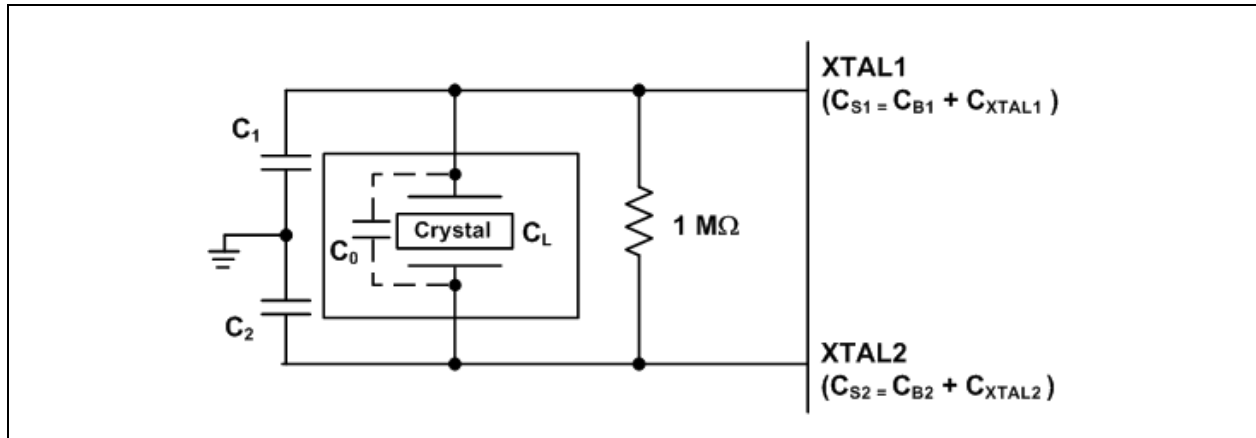 XTAL1
(CS1 = CB1 + CXTAL1 )
C1
Crystal
C0
CL
1 MΩ
C2
XTAL2
(CS2 = CB2 + CXTAL2 )